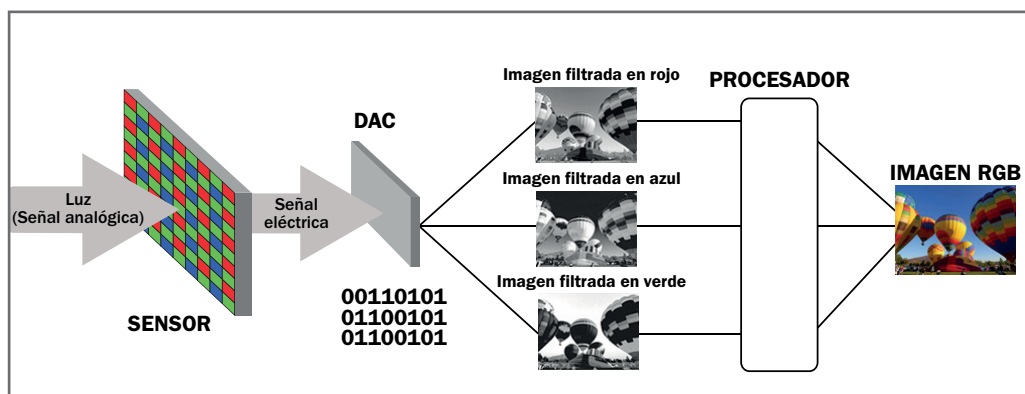 Luz
(Señal analógica)
SENSOR
Señal
eléctrica
DAC
00110101
01100101
01100101
Imagen filtrada en rojo
Imagen filtrada en azul
Imagen filtrada en verde
PROCESADOR
IMAGEN RGB